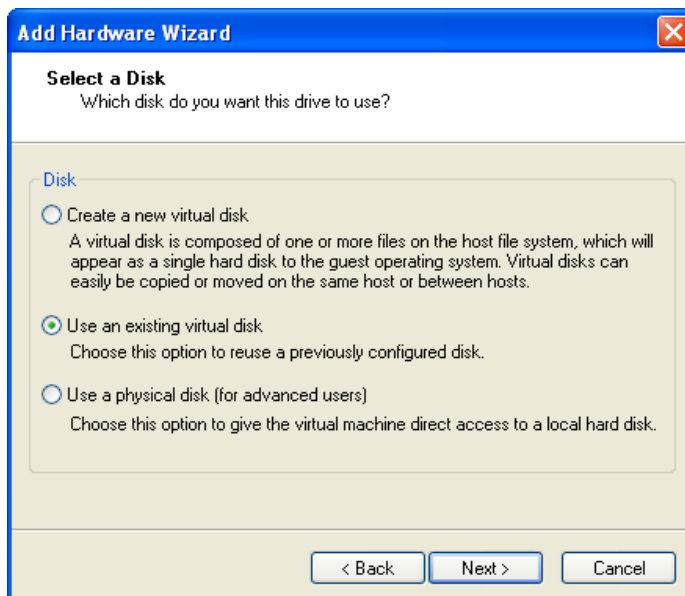 Add Hardware Wizard
Select a Disk
Which disk do you want this drive to use?
Disk
Create a new virtual disk
A virtual disk is composed of one or more files on the host file system, which will
appear as a single hard disk to the guest operating system. Virtual disks can
easily be copied or moved on the same host or between hosts.
Use an existing virtual disk
Choose this option to reuse a previously configured disk.
Use a physical disk (for advanced users)
Choose this option to give the virtual machine direct access to a local hard disk.
< Back Next > Cancel